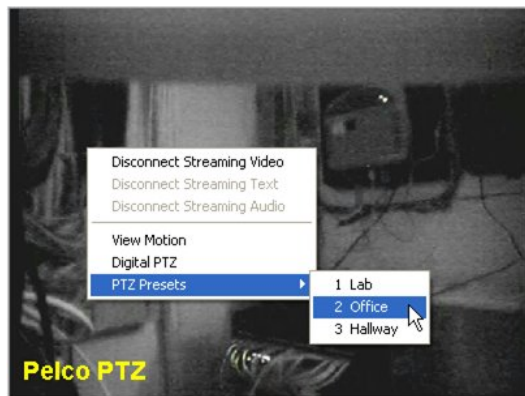 Disconnect Streaming Video
Disconnect Streaming Text
Disconnect Streaming Audio
View Motion
Digital PTZ
PTZ Presets
1 Lab
2 Office
3 Hallway
Pelco PTZ